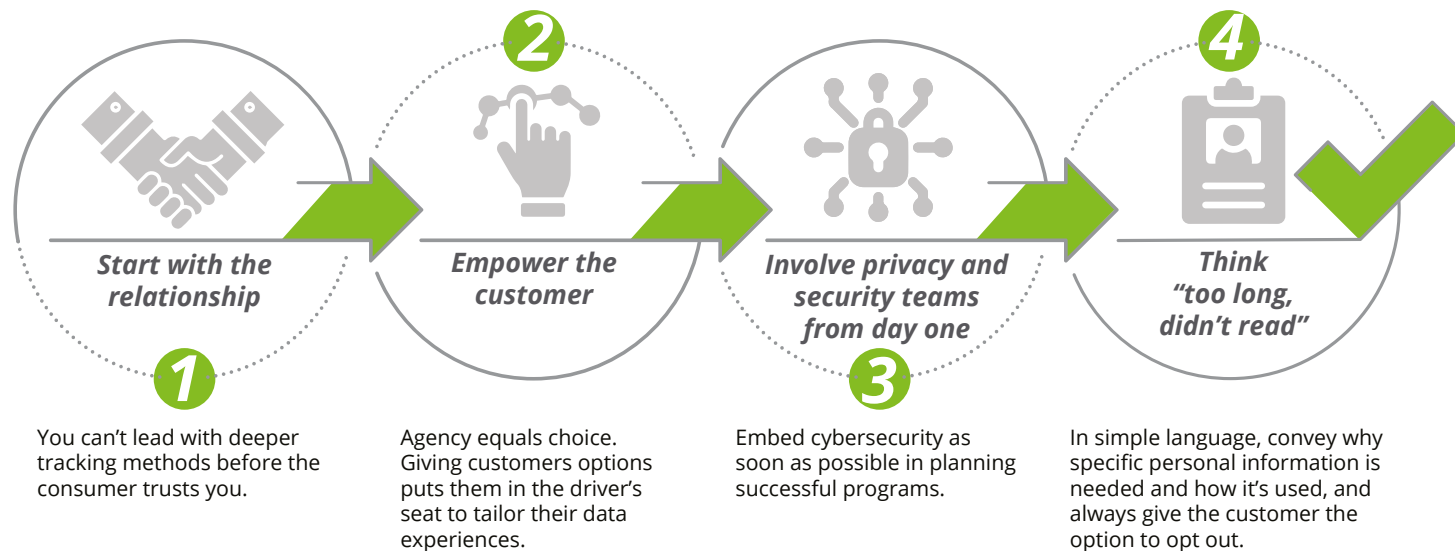 1
Start with the
relationship
You can’t lead with deeper
tracking methods before the
consumer trusts you.
2
Empower the
customer
Agency equals choice.
Giving customers options
puts them in the driver’s
seat to tailor their data
experiences.
3
Involve privacy and
security teams
from day one
Embed cybersecurity as
soon as possible in planning
successful programs.
4
Think
“too long,
didn’t read”
In simple language, convey why
specific personal information is
needed and how it’s used, and
always give the customer the
option to opt out.